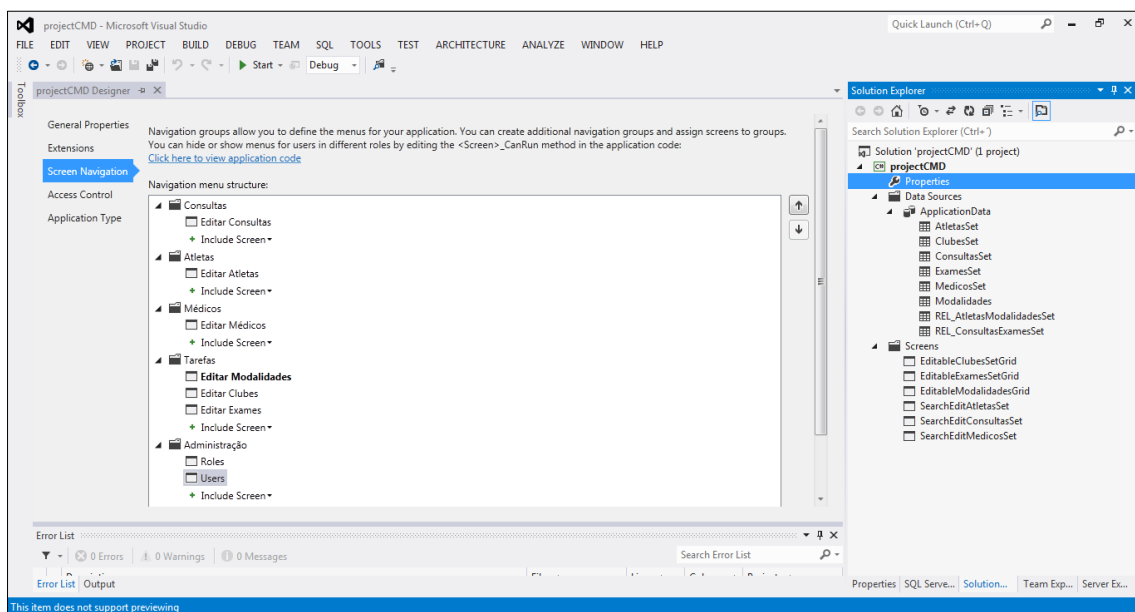 projectCMD - Microsoft Visual Studio
Quick Launch (Ctrl+Q)
FILE EDIT VIEW PROJECT BUILD DEBUG TEAM SQL TOOLS TEST ARCHITECTURE ANALYZE WINDOW HELP
Start Debug
Toolbox
projectCMD Designer
General Properties
Extensions
Screen Navigation
Access Control
Application Type
Navigation groups allow you to define the menus for your application. You can create additional navigation groups and assign screens to groups.
You can hide or show menus for users in different roles by editing the <Screen>_CanRun method in the application code:
Click here to view application code
Navigation menu structure:
Consultas
Editar Consultas
+ Include Screen
Atletas
Editar Atletas
+ Include Screen
Médicos
Editar Médicos
+ Include Screen
Tarefas
Editar Modalidades
Editar Clubes
Editar Exames
+ Include Screen
Administração
Roles
Users
+ Include Screen
Solution Explorer
Search Solution Explorer (Ctrl+´)
Solution 'projectCMD' (1 project)
projectCMD
Properties
Data Sources
ApplicationData
AtletasSet
ClubesSet
ConsultasSet
ExamesSet
MedicosSet
Modalidades
REL_AtletasModalidadesSet
REL_ConsultasExamesSet
Screens
EditableClubesSetGrid
EditableExamesSetGrid
EditableModalidadesGrid
SearchEditAtletasSet
SearchEditConsultasSet
SearchEditMedicosSet
Error List
0 Errors 0 Warnings 0 Messages
Search Error List
Error List Output
Properties SQL Serve... Solution... Team Exp... Server Ex...
This item does not support previewing